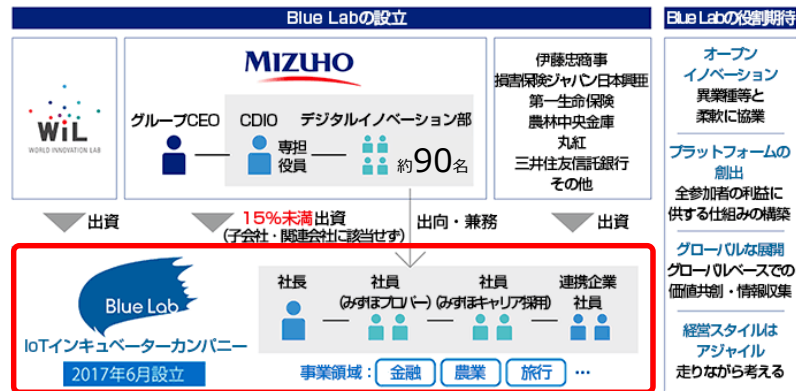 Blue Labの設立
Blue Labの役割期待
WiL
WORLD INNOVATION LAB
MIZUHO
グループCEO
CDIO
デジタルイノベーション部
専担
役員
約90名
伊藤忠商事
損害保険ジャパン日本興亜
第一生命保険
農林中央金庫
丸紅
三井住友信託銀行
その他
出資
15%未満出資
(子会社・関連会社に該当せず)
出向・兼務
出資
Blue Lab
IoTインキュベーターカンパニー
2017年6月設立
社長
社員
(みずほプロパー)
社員
(みずほキャリア採用)
連携企業
社員
事業領域:
金融
農業
旅行
…
オープン
イノベーション
異業種等と
柔軟に協業
プラットフォームの
創出
全参加者の利益に
供する仕組みの構築
グローバルな展開
グローバルベースでの
価値共創・情報収集
経営スタイルは
アジャイル
走りながら考える